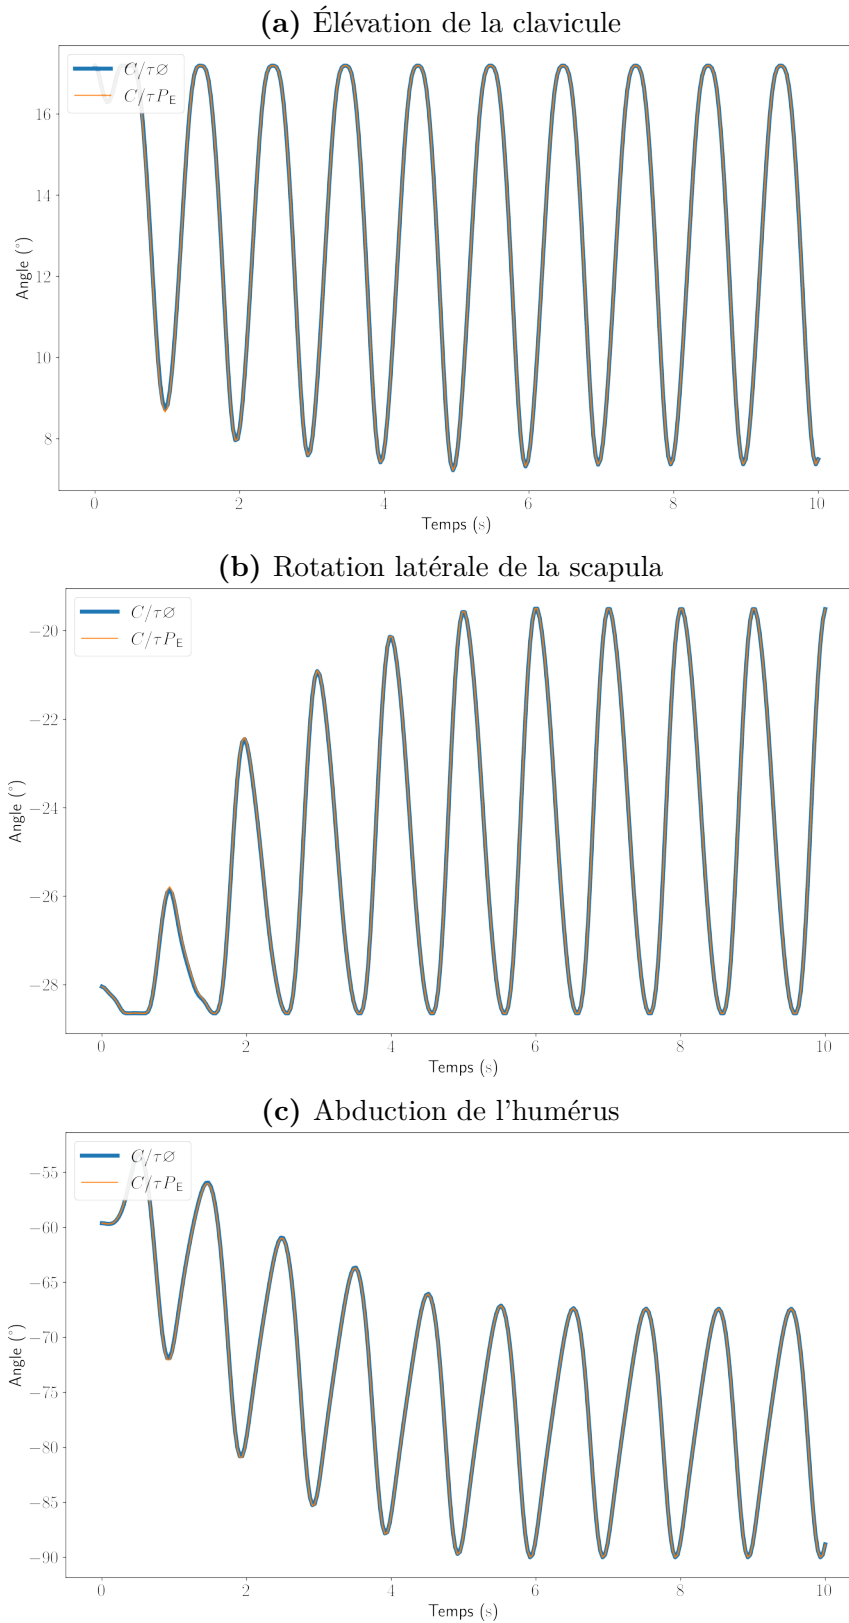 (a) Élévation de la clavicule
C/τ∅
C/τP_E
16
14
12
10
8
Angle (°)
0 2 4 6 8 10
Temps (s)
(b) Rotation latérale de la scapula
C/τ∅
C/τP_E
−20
−22
−24
−26
−28
Angle (°)
0 2 4 6 8 10
Temps (s)
(c) Abduction de l'humérus
C/τ∅
C/τP_E
−55
−60
−65
−70
−75
−80
−85
−90
Angle (°)
0 2 4 6 8 10
Temps (s)